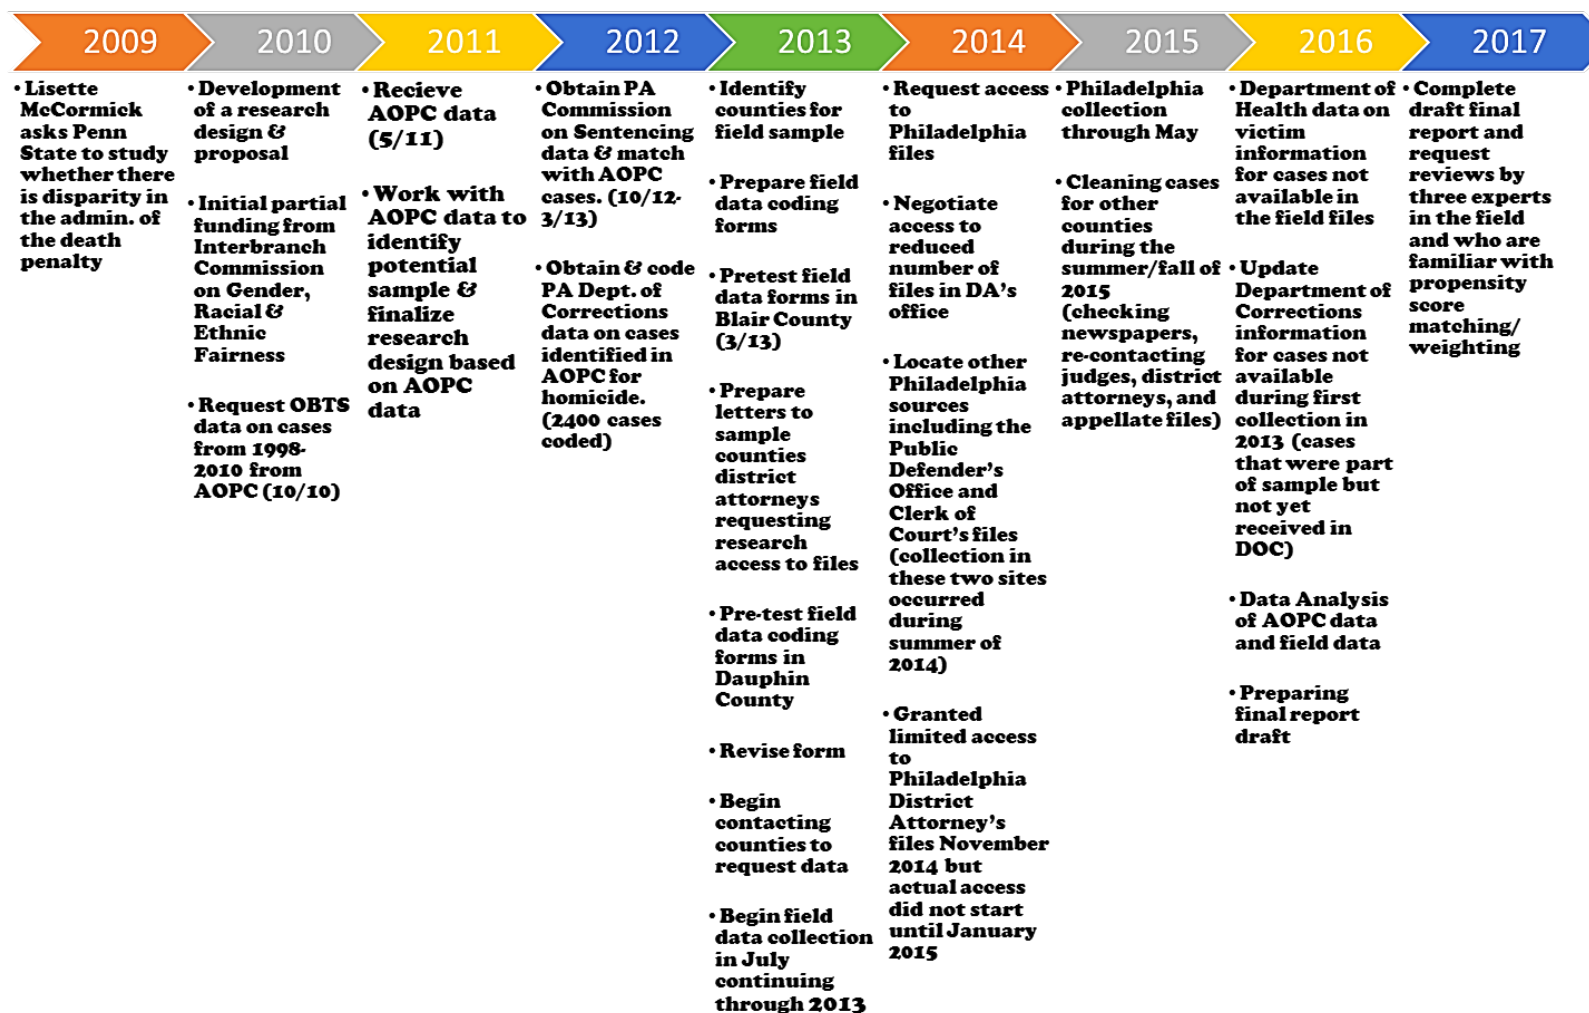 2009
2010
2011
2012
2013
2014
2015
2016
2017
• Lisette
McCormick
asks Penn
State to study
whether there
is disparity in
the admin. of
the death
penalty
• Development
of a research
design &
proposal
• Initial partial
funding from
Interbranch
Commission
on Gender,
Racial &
Ethnic
Fairness
• Request OBTS
data on cases
from 1998-
2010 from
AOPC (10/10)
• Recieve
AOPC data
(5/11)
• Work with
AOPC data to
identify
potential
sample &
finalize
research
design based
on AOPC
data
• Obtain PA
Commission
on Sentencing
data & match
with AOPC
cases. (10/12-
3/13)
• Obtain & code
PA Dept. of
Corrections
data on cases
identified in
AOPC for
homicide.
(2400 cases
coded)
• Identify
counties for
field sample
• Prepare field
data coding
forms
• Pretest field
data forms in
Blair County
(3/13)
• Prepare
letters to
sample
counties
district
attorneys
requesting
research
access to files
• Pre-test field
data coding
forms in
Dauphin
County
• Revise form
• Begin
contacting
counties to
request data
• Begin field
data collection
in July
continuing
through 2013
• Request access
to
Philadelphia
files
• Negotiate
access to
reduced
number of
files in DA's
office
• Locate other
Philadelphia
sources
including the
Public
Defender's
Office and
Clerk of
Court's files
(collection in
these two sites
occurred
during
summer of
2014)
• Granted
limited access
to
Philadelphia
District
Attorney's
files November
2014 but
actual access
did not start
until January
2015
• Philadelphia
collection
through May
• Cleaning cases
for other
counties
during the
summer/fall of
2015
(checking
newspapers,
re-contacting
judges, district
attorneys, and
appellate files)
• Department of
Health data on
victim
information
for cases not
available in
the field files
• Update
Department of
Corrections
information
for cases not
available
during first
collection in
2013 (cases
that were part
of sample but
not yet
received in
DOC)
• Data Analysis
of AOPC data
and field data
• Preparing
final report
draft
• Complete
draft final
report and
request
reviews by
three experts
in the field
and who are
familiar with
propensity
score
matching/
weighting